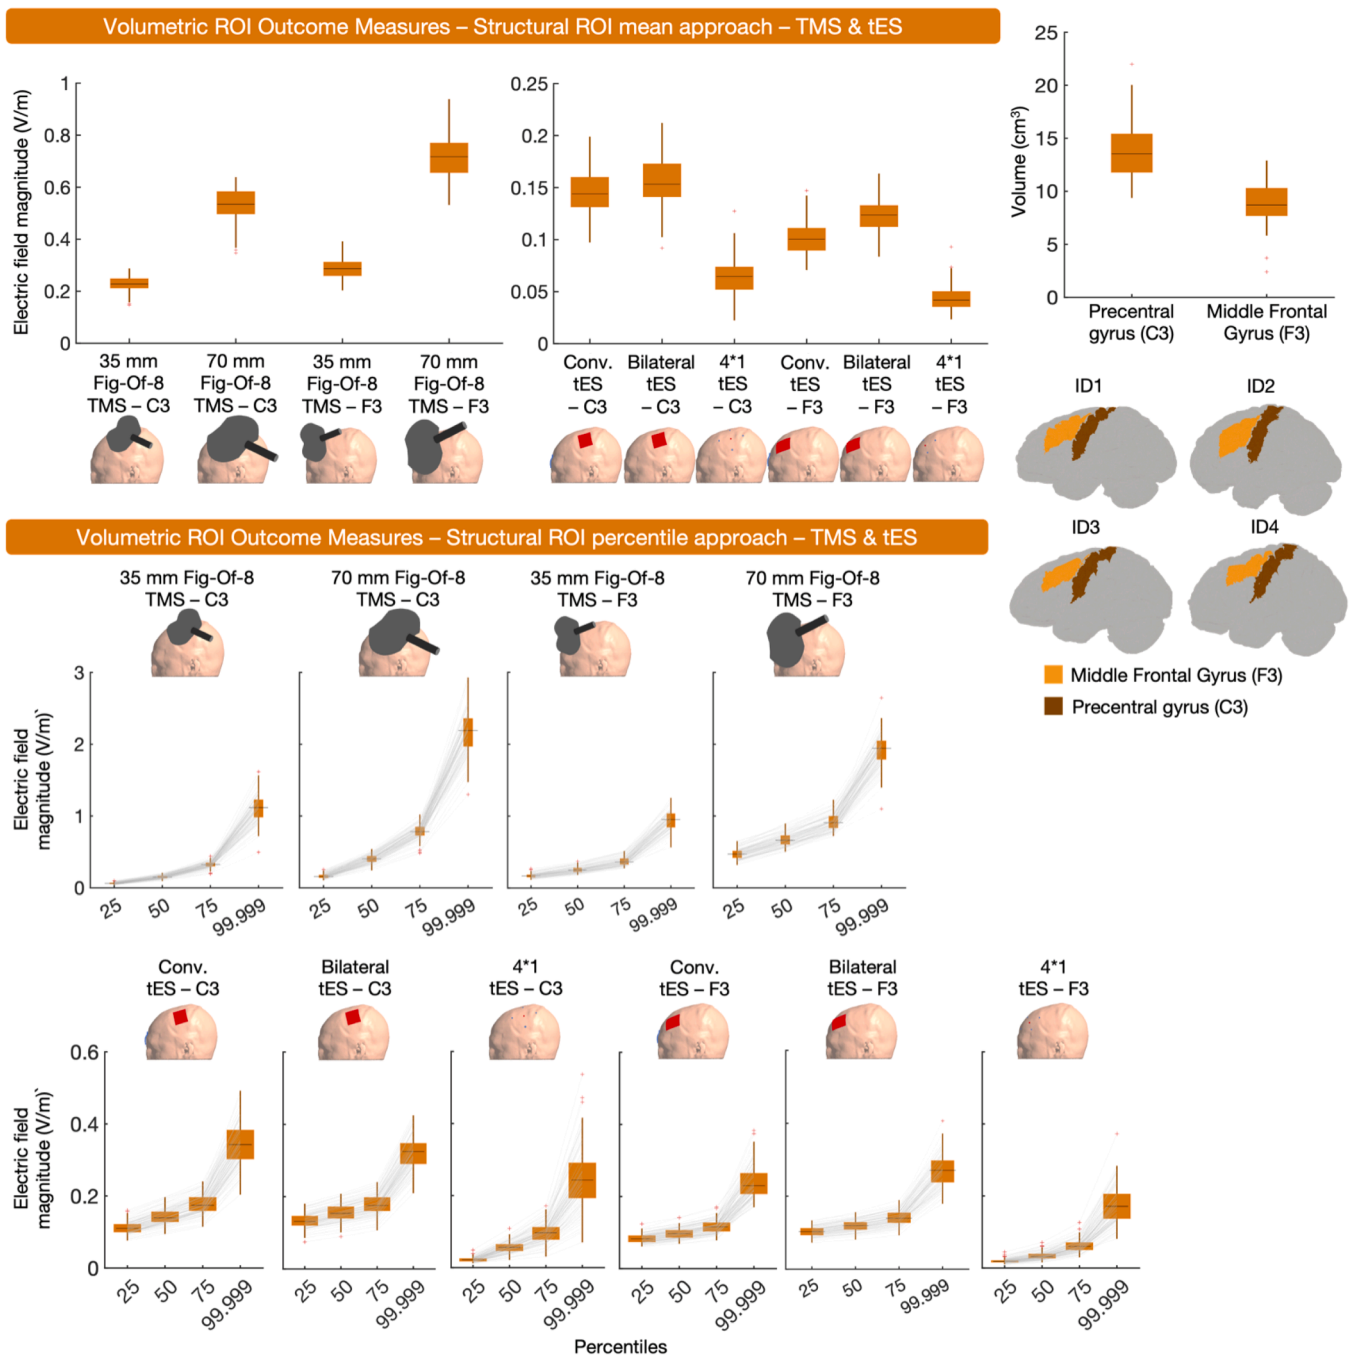 Volumetric ROI Outcome Measures – Structural ROI mean approach – TMS & tES
Electric field magnitude (V/m)
1
0.8
0.6
0.4
0.2
0
35 mm
Fig-Of-8
TMS – C3
70 mm
Fig-Of-8
TMS – C3
35 mm
Fig-Of-8
TMS – F3
70 mm
Fig-Of-8
TMS – F3
0.25
0.2
0.15
0.1
0.05
0
Conv.
tES
– C3
Bilateral
tES
– C3
4*1
tES
– C3
Conv.
tES
– F3
Bilateral
tES
– F3
4*1
tES
– F3
Volume (cm³)
25
20
15
10
5
0
Precentral
gyrus (C3)
Middle Frontal
Gyrus (F3)
ID1
ID2
ID3
ID4
Middle Frontal Gyrus (F3)
Precentral gyrus (C3)
Volumetric ROI Outcome Measures – Structural ROI percentile approach – TMS & tES
35 mm Fig-Of-8
TMS – C3
70 mm Fig-Of-8
TMS – C3
35 mm Fig-Of-8
TMS – F3
70 mm Fig-Of-8
TMS – F3
Electric field
magnitude (V/m)`
3
2
1
0
25
50
75
99.999
25
50
75
99.999
25
50
75
99.999
25
50
75
99.999
Conv.
tES – C3
Bilateral
tES – C3
4*1
tES – C3
Conv.
tES – F3
Bilateral
tES – F3
4*1
tES – F3
Electric field
magnitude (V/m)`
0.6
0.4
0.2
0
25
50
75
99.999
25
50
75
99.999
25
50
75
99.999
25
50
75
99.999
25
50
75
99.999
25
50
75
99.999
Percentiles